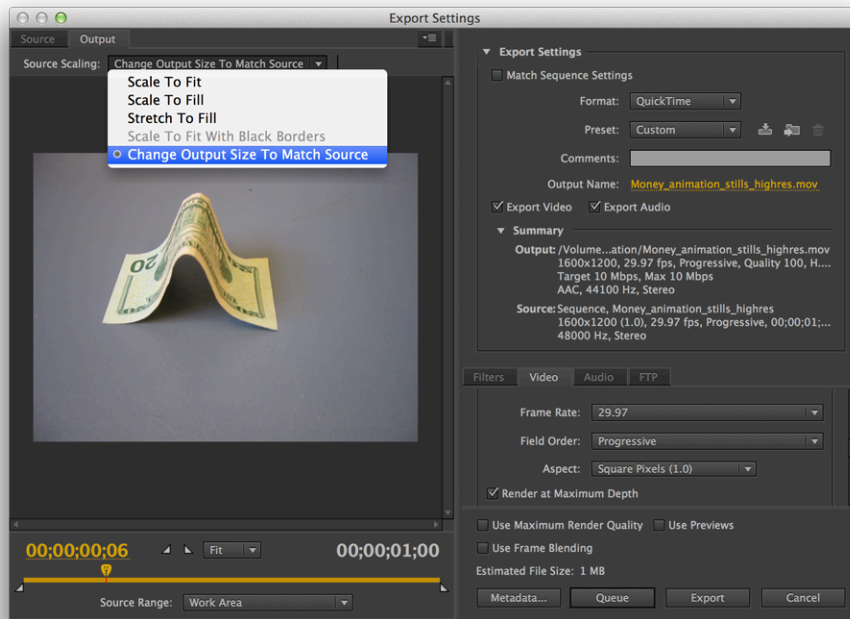 Export Settings
Source
Output
Source Scaling: Change Output Size To Match Source
Scale To Fit
Scale To Fill
Stretch To Fill
Scale To Fit With Black Borders
Change Output Size To Match Source
20
Export Settings
Match Sequence Settings
Format: QuickTime
Preset: Custom
Comments:
Output Name: Money_animation_stills_highres.mov
Export Video Export Audio
Summary
Output: /Volume...ation/Money_animation_stills_highres.mov
1600x1200, 29.97 fps, Progressive, Quality 100, H....
Target 10 Mbps, Max 10 Mbps
AAC, 44100 Hz, Stereo
Source: Sequence, Money_animation_stills_highres
1600x1200 (1.0), 29.97 fps, Progressive, 00;00;01;...
48000 Hz, Stereo
Filters Video Audio FTP
Frame Rate: 29.97
Field Order: Progressive
Aspect: Square Pixels (1.0)
Render at Maximum Depth
Use Maximum Render Quality Use Previews
Use Frame Blending
Estimated File Size: 1 MB
Metadata... Queue Export Cancel
00;00;00;06 Fit 00;00;01;00
Source Range: Work Area